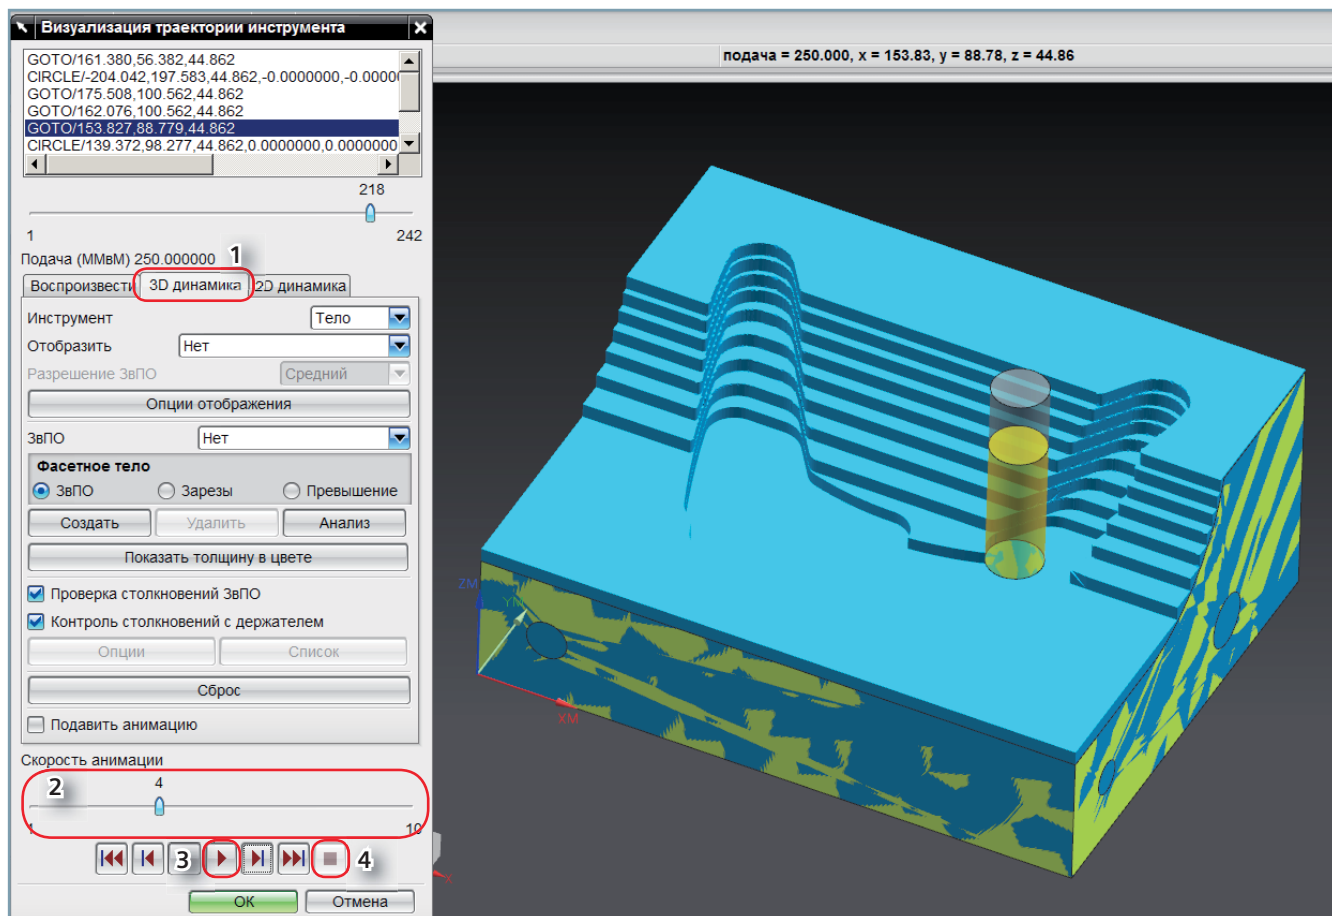 Визуализация траектории инструмента
подача = 250.000, x = 153.83, y = 88.78, z = 44.86
GOTO/161.380,56.382,44.862
CIRCLE/-204.042,197.583,44.862,-0.0000000,-0.0000
GOTO/175.508,100.562,44.862
GOTO/162.076,100.562,44.862
GOTO/153.827,88.779,44.862
CIRCLE/139.372,98.277,44.862,0.0000000,0.0000000
218
1 242
Подача (ММвМ) 250.000000
1
Воспроизвести 3D динамика 2D динамика
Инструмент Тело
Отобразить Нет
Разрешение ЗвПО Средний
Опции отображения
ЗвПО Нет
Фасетное тело
ЗвПО Зарезы Превышение
Создать Удалить Анализ
Показать толщину в цвете
Проверка столкновений ЗвПО
Контроль столкновений с держателем
Опции Список
Сброс
Подавить анимацию
Скорость анимации
2 4
1 10
3 4
ОК Отмена
ZM
YM
XM
X